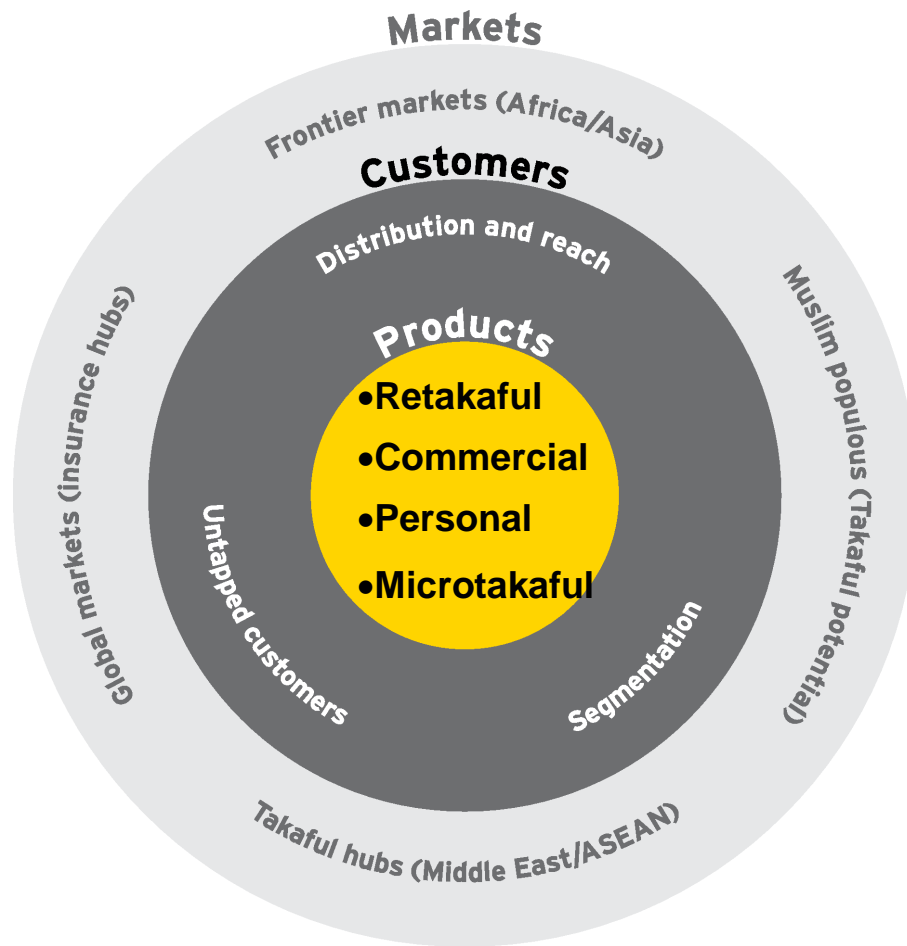 Markets
Frontier markets (Africa/Asia)
Customers
Distribution and reach
Muslim populous (Takaful potential)
Global markets (insurance hubs)
Products
•Retakaful
•Commercial
•Personal
•Microtakaful
Untapped customers
Segmentation
Takaful hubs (Middle East/ASEAN)